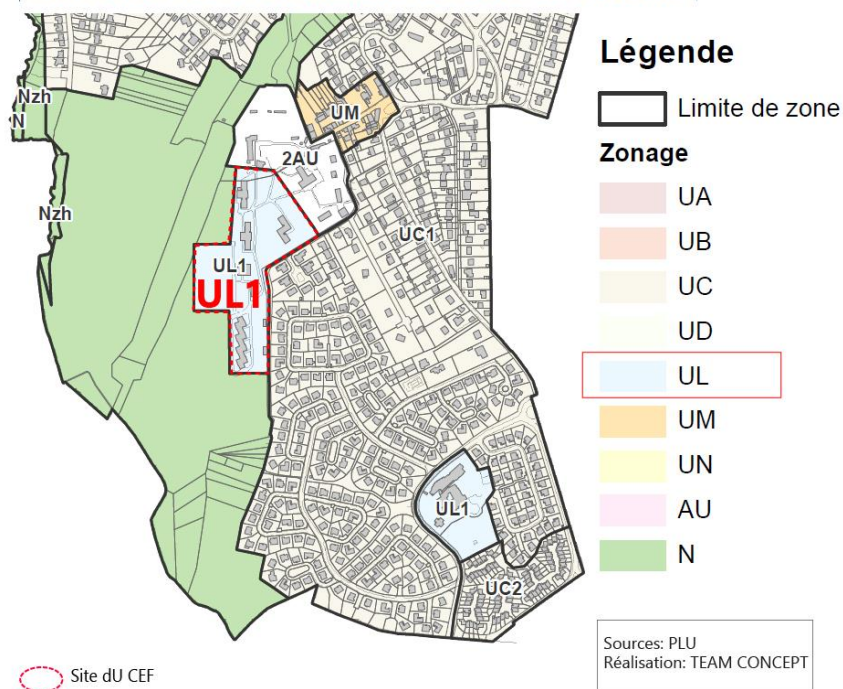 Légende
Limite de zone
Zonage
UA
UB
UC
UD
UL
UM
UN
AU
N
Nzh
N
UM
2AU
Nzh
UC1
UL1
UL1
UL1
UC2
Sources: PLU
Réalisation: TEAM CONCEPT
Site dU CEF